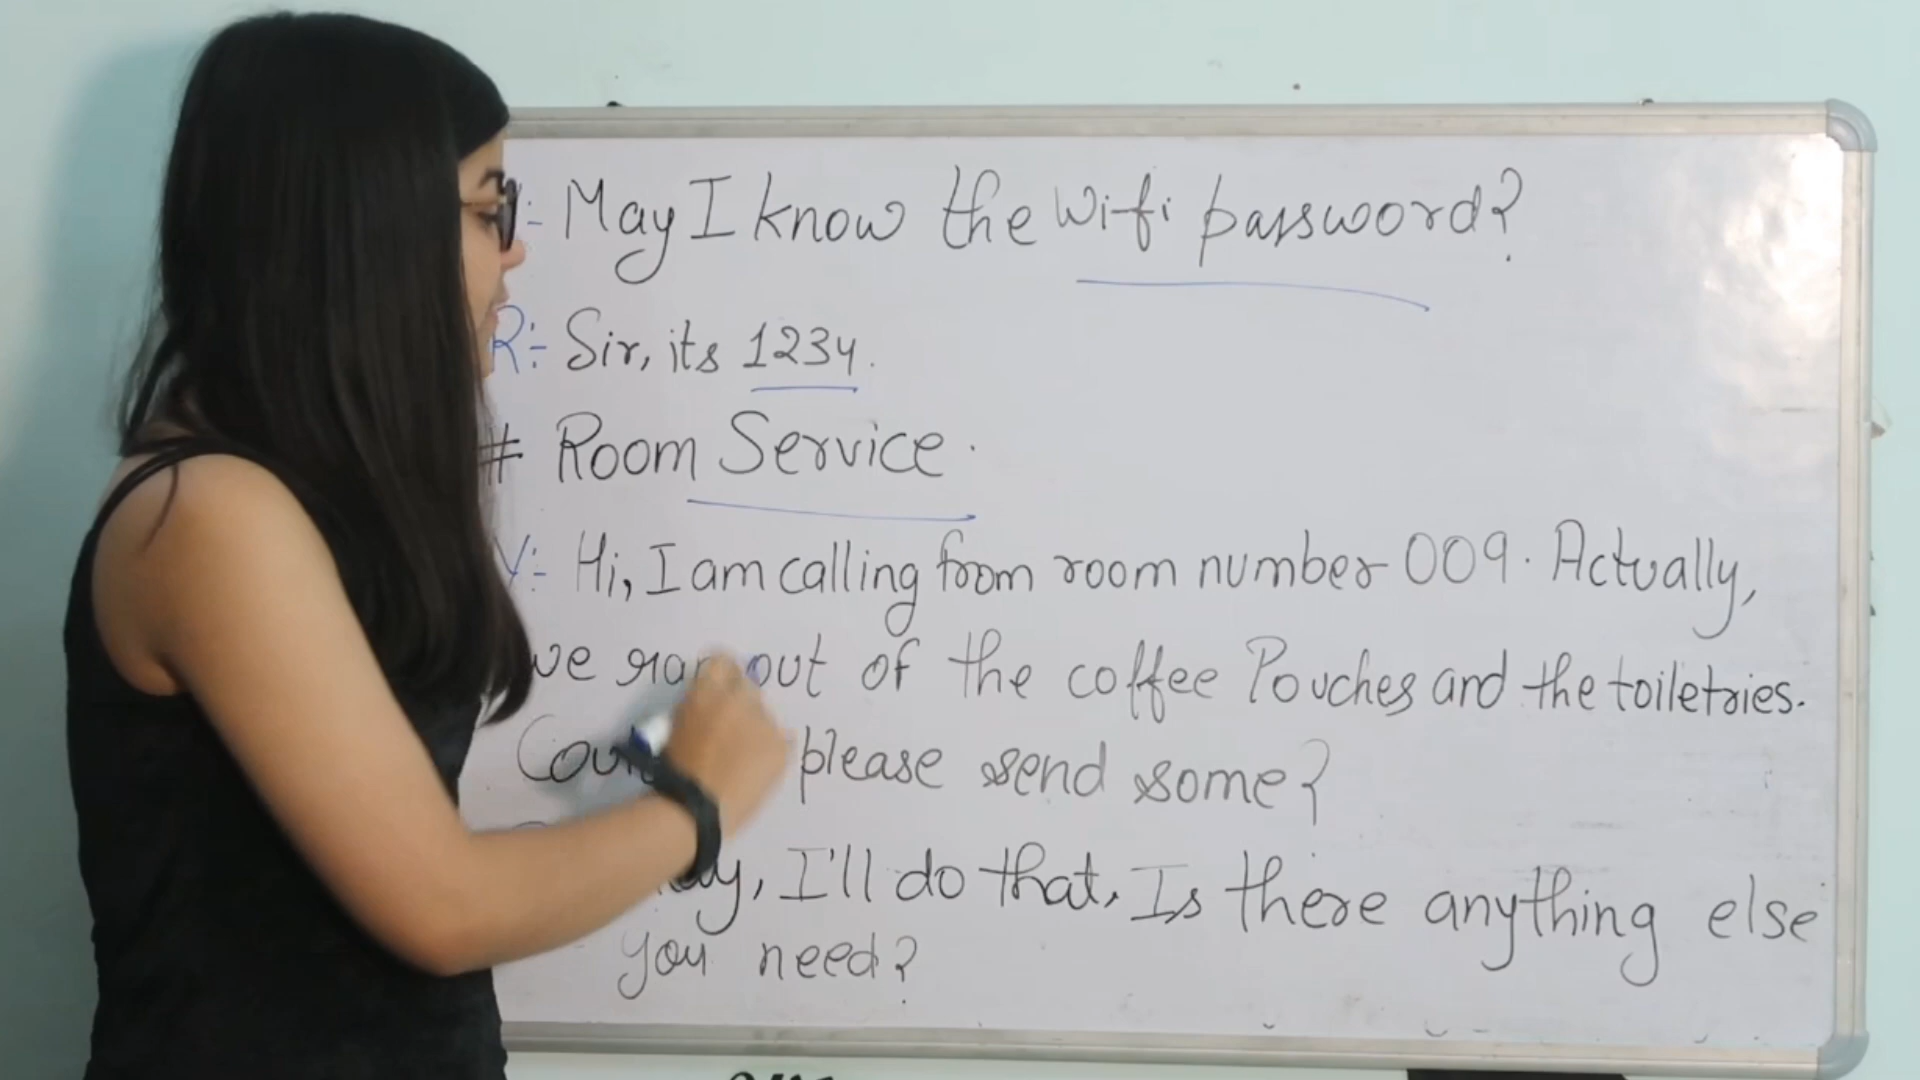 :- May I know the Wifi password?
R:- Sir, its 1234.
# Room Service.
Y:- Hi, I am calling from room number 009. Actually,
we ran out of the coffee Pouches and the toiletries.
please send some?
I'll do that. Is there anything else
you need?